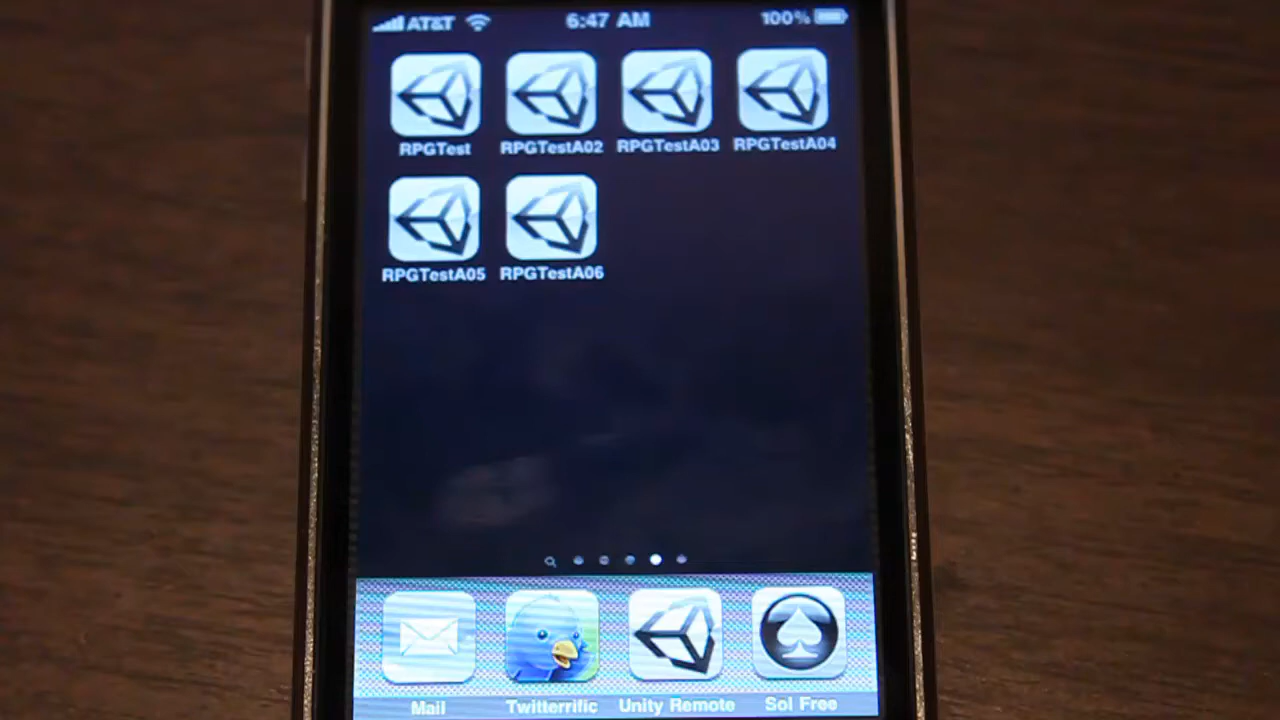 AT&T 6:47 AM 100%
RPGTest RPGTestA02 RPGTestA03 RPGTestA04
RPGTestA05 RPGTestA06
Mail Twitterrific Unity Remote Sol Free